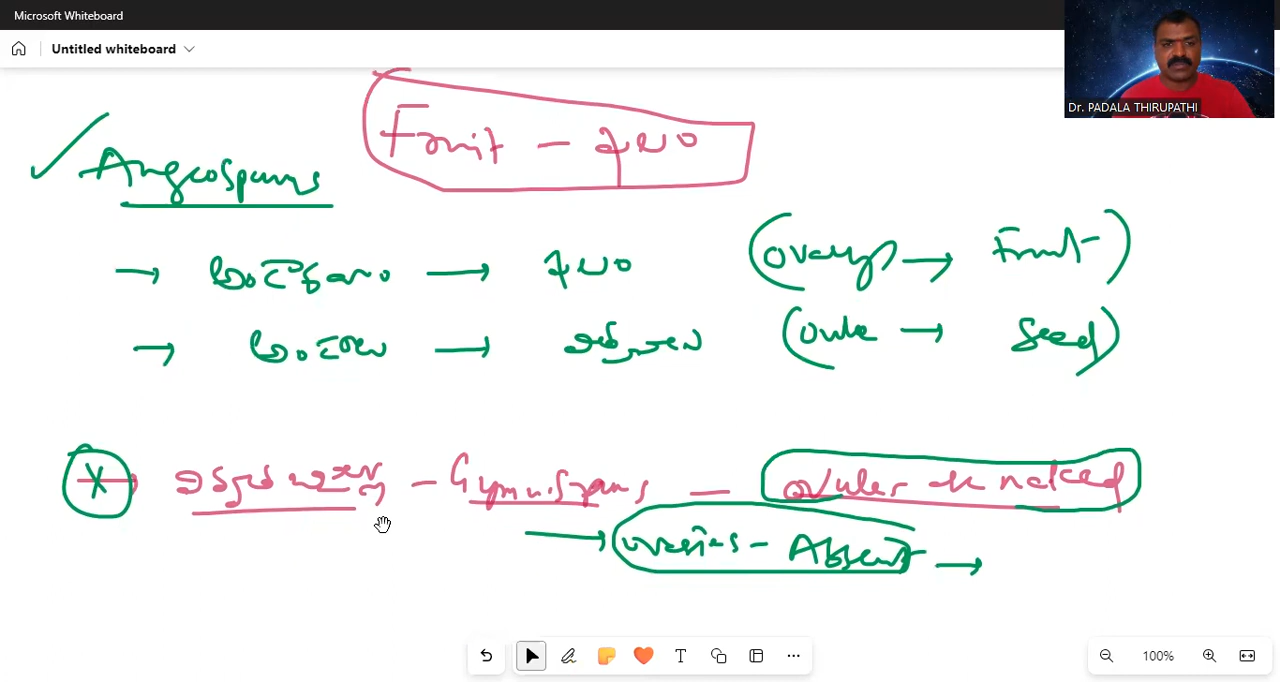 Microsoft Whiteboard
Untitled whiteboard
Dr. PADALA THIRUPATHI
Fruit - ఫలం
Angiosperms
→ అండాశయం → ఫలం (Ovary → Fruit)
→ అండాలు → విత్తనాలు (Ovule → Seed)
Gymnosperms - Ovules are naked
→ Ovaries - Absent →
100%